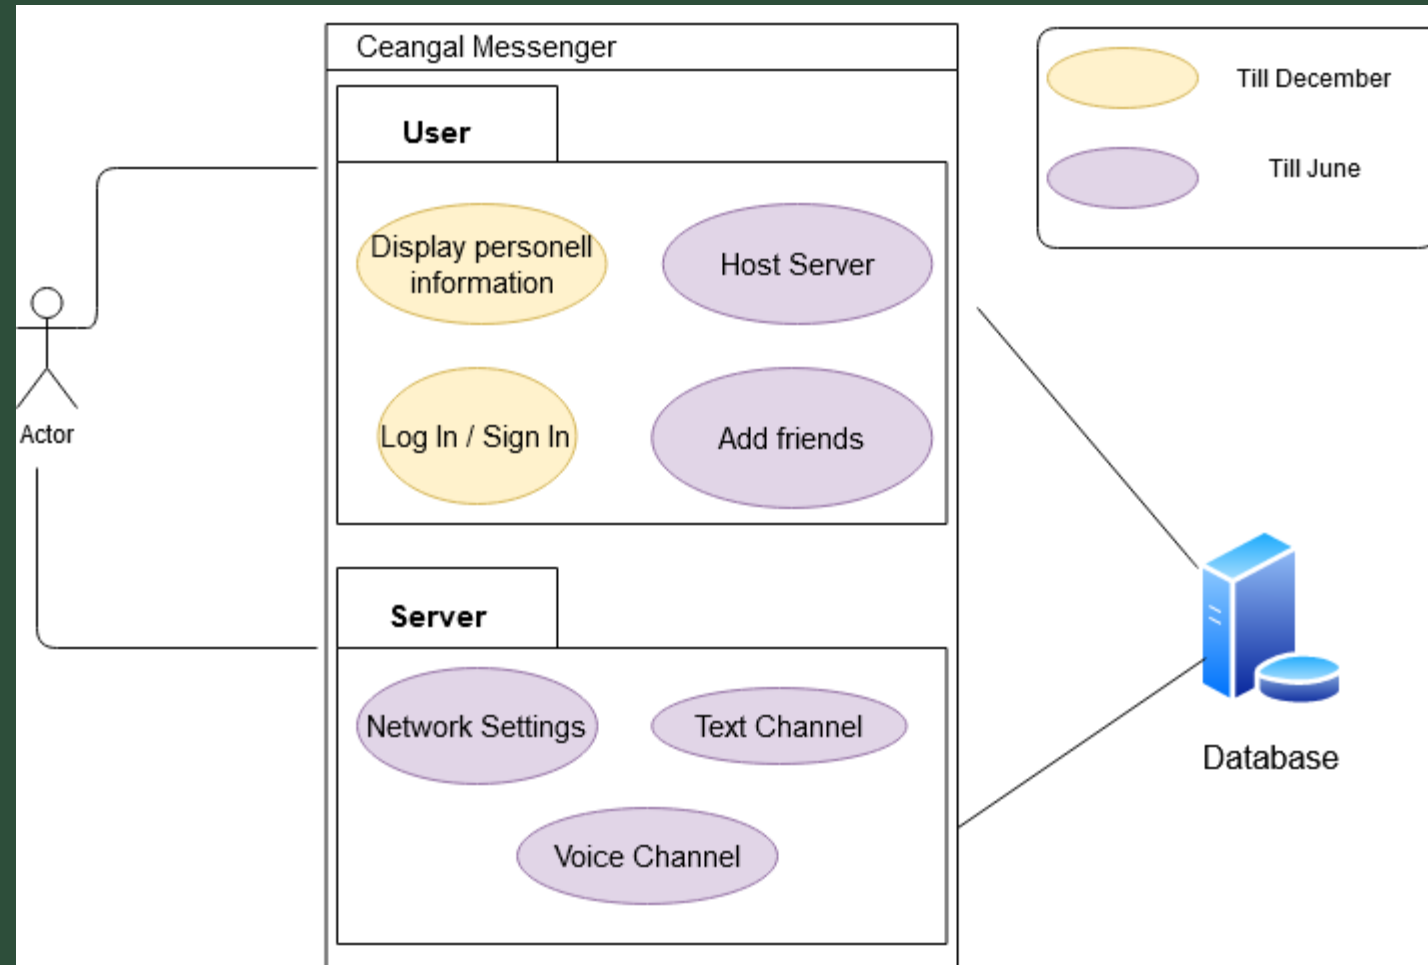 Ceangal Messenger
Till December
Till June
User
Display personell
information
Host Server
Log In / Sign In
Add friends
Actor
Server
Network Settings
Text Channel
Voice Channel
Database